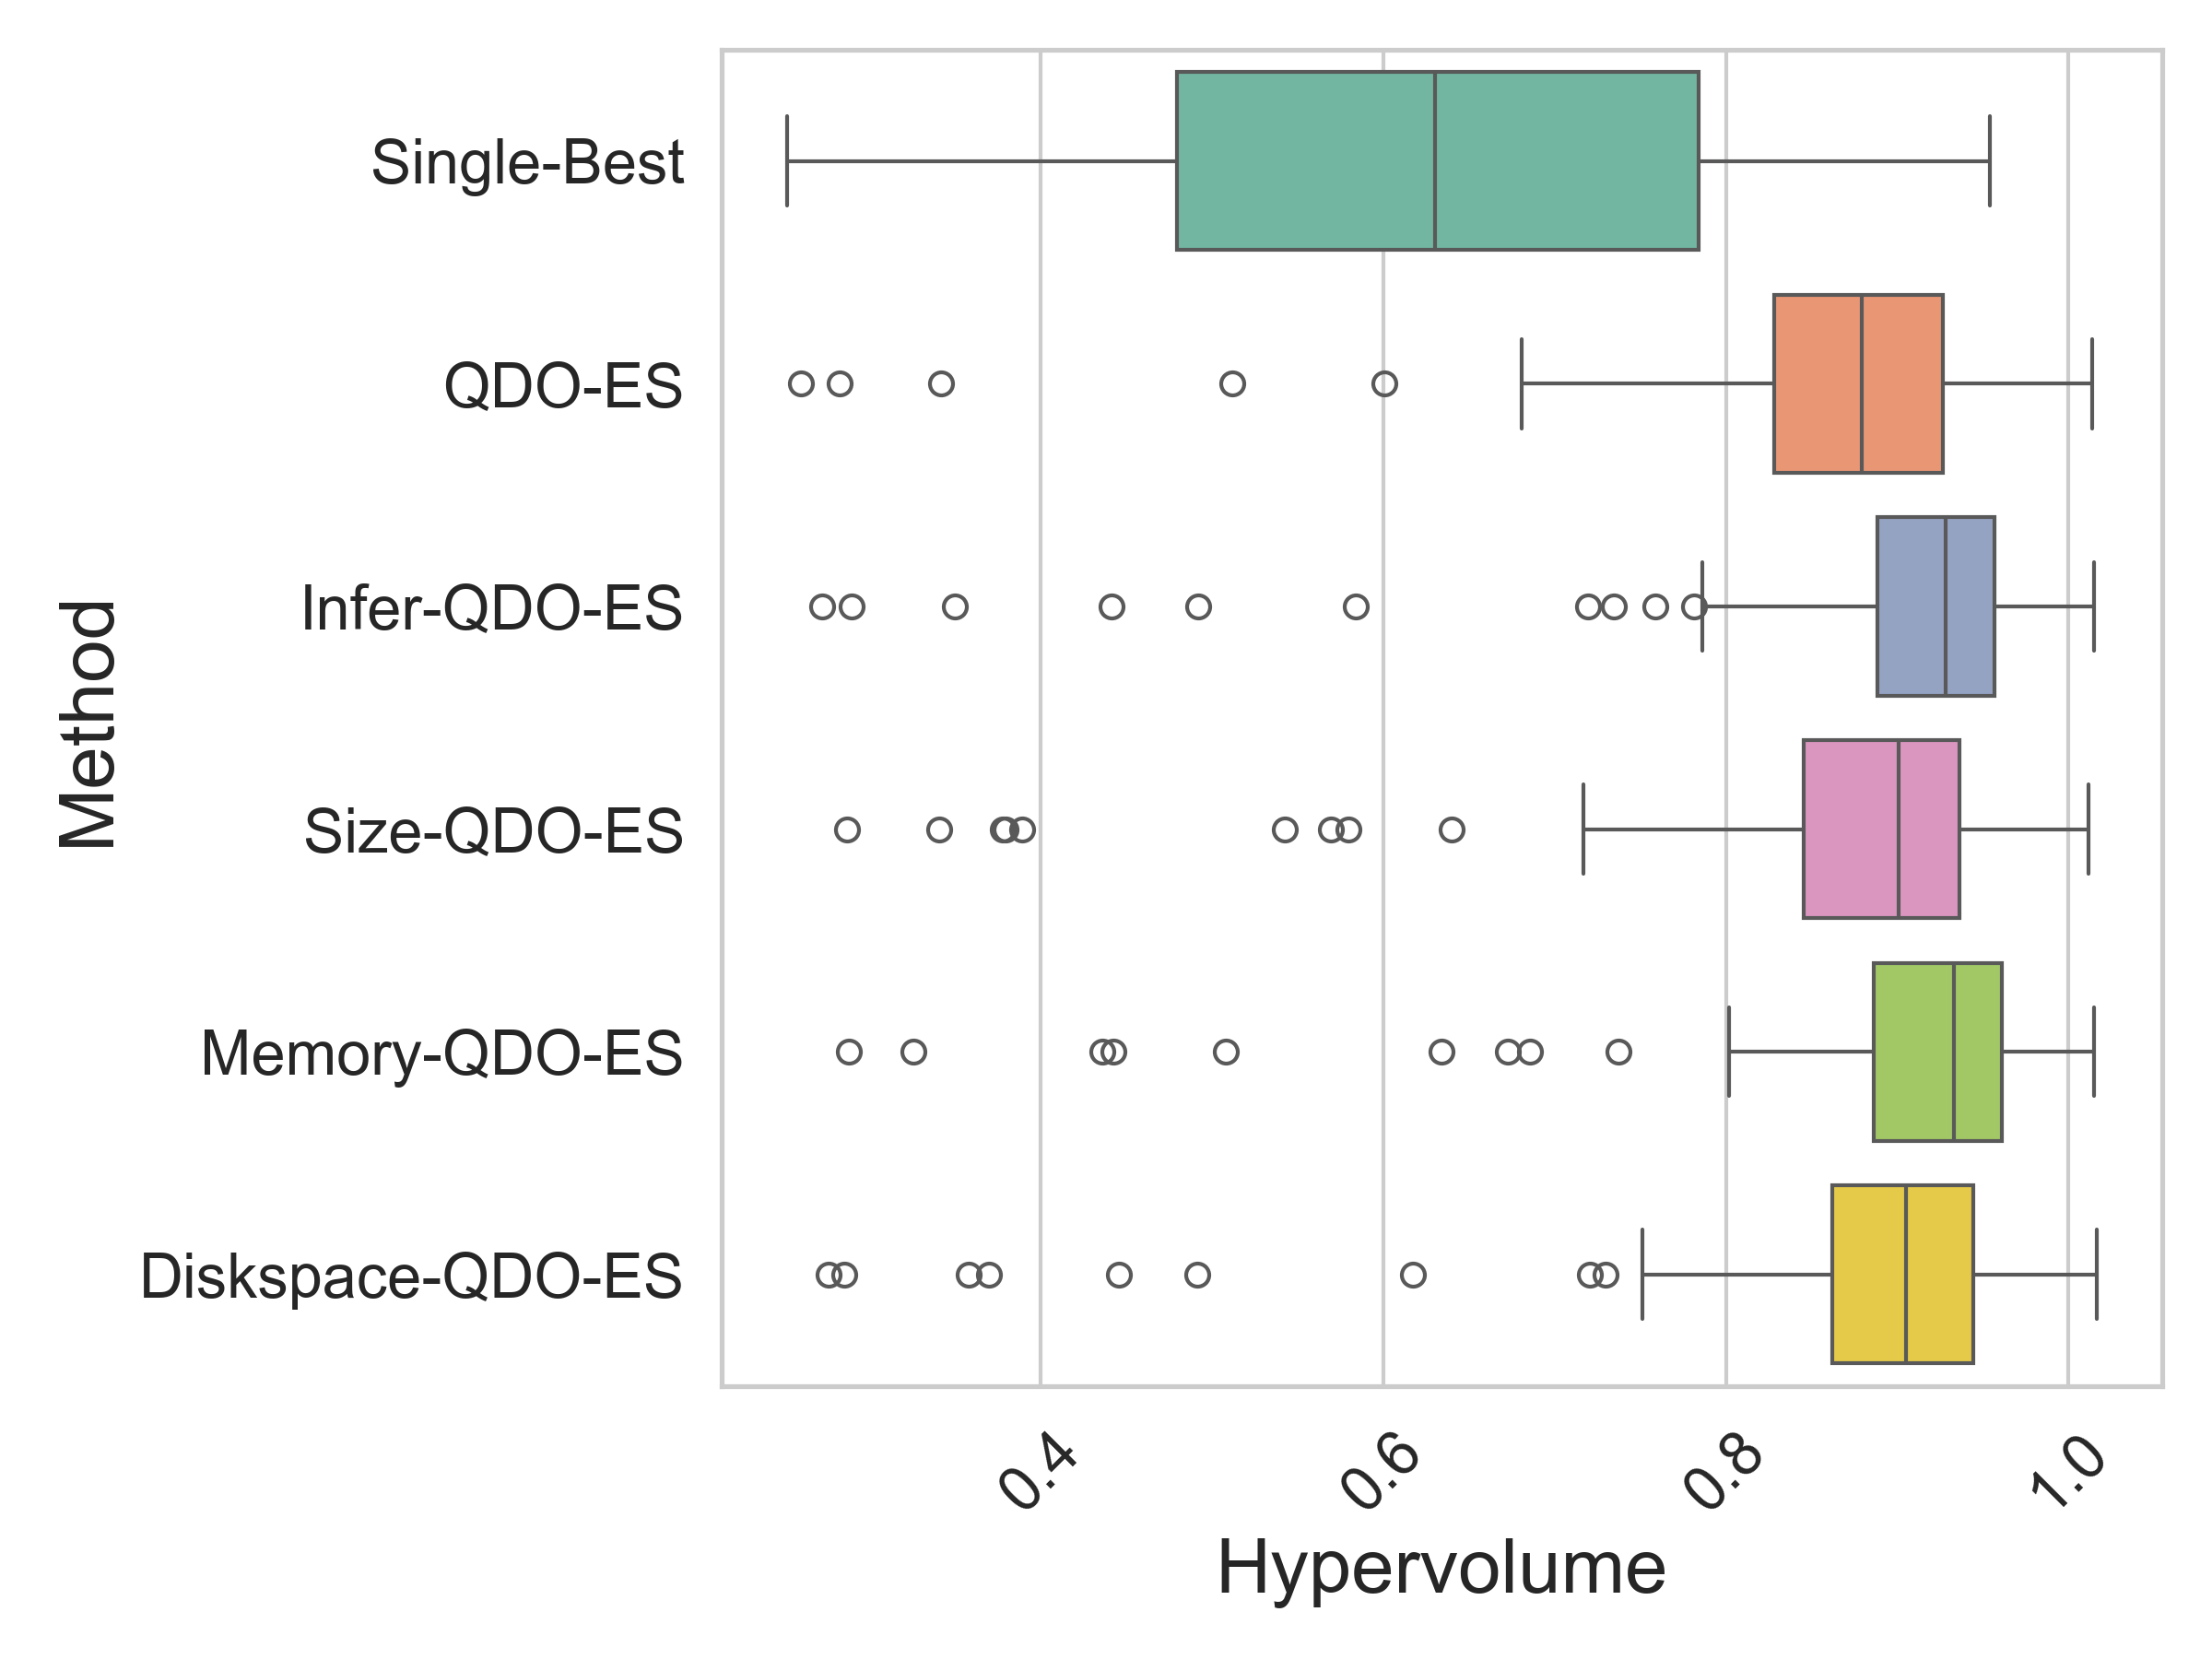 Single-Best
QDO-ES
Infer-QDO-ES
Size-QDO-ES
Memory-QDO-ES
Diskspace-QDO-ES
Method
0.4
0.6
0.8
1.0
Hypervolume